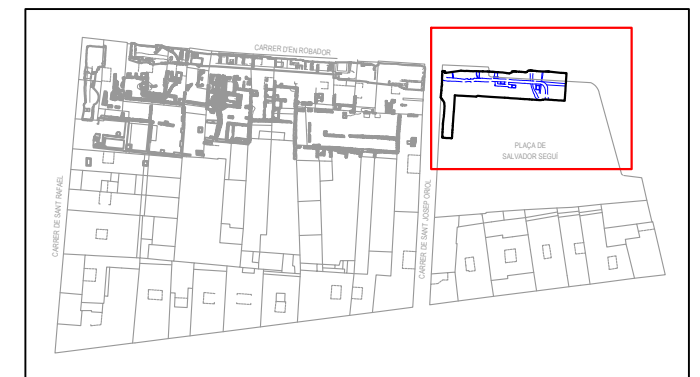 CARRER D'EN ROBADOR
PLAÇA DE
SALVADOR SEGUÍ
CARRER DE SANT RAFAEL
CARRER DE SANT JOSEP ORIOL